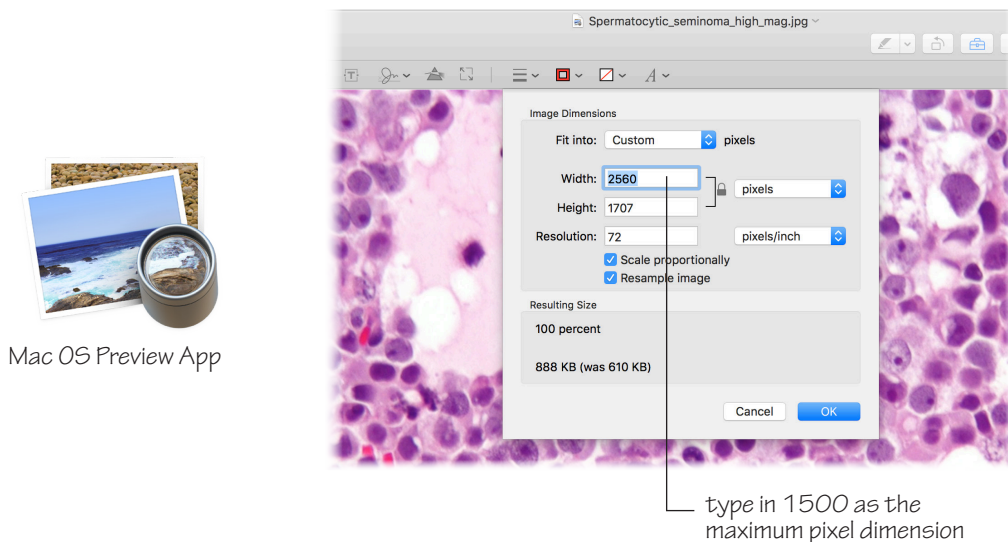 Spermatocytic_seminoma_high_mag.jpg
T
A
Image Dimensions
Fit into: Custom pixels
Width: 2560
pixels
Height: 1707
Resolution: 72 pixels/inch
Scale proportionally
Resample image
Resulting Size
100 percent
888 KB (was 610 KB)
Cancel OK
Mac OS Preview App
type in 1500 as the
maximum pixel dimension